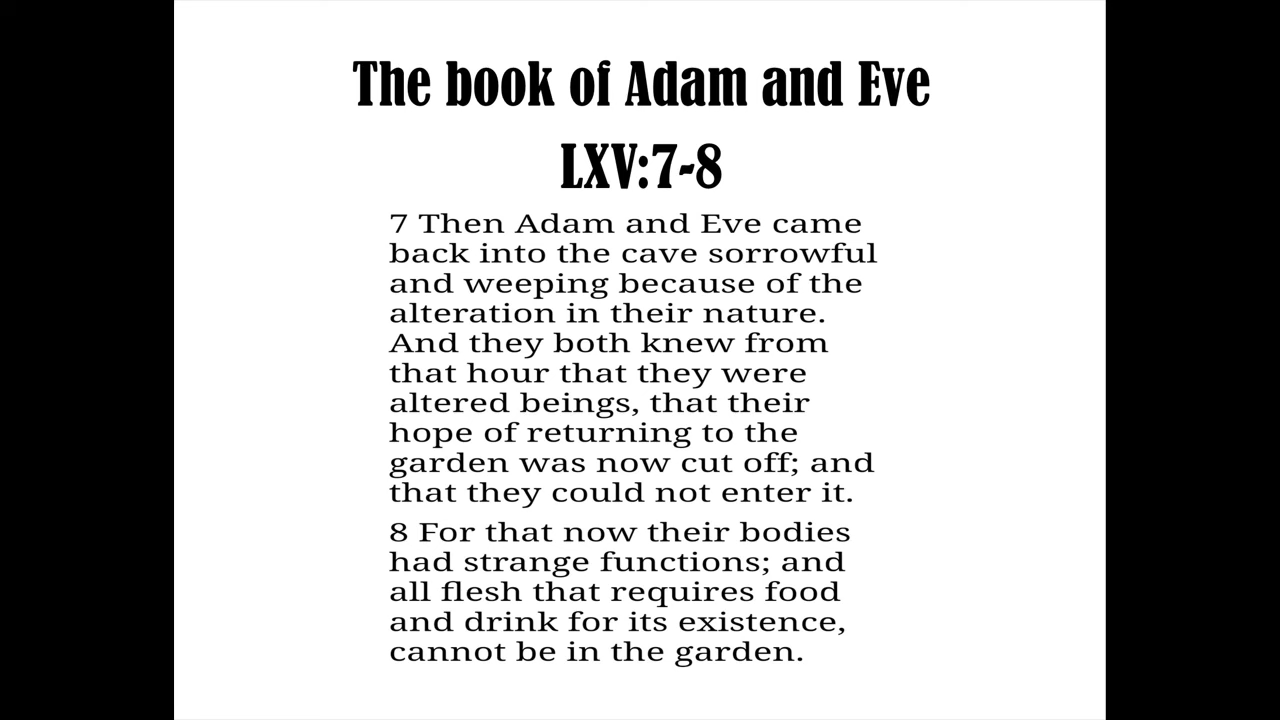 The book of Adam and Eve
LXV:7-8
7 Then Adam and Eve came
back into the cave sorrowful
and weeping because of the
alteration in their nature.
And they both knew from
that hour that they were
altered beings, that their
hope of returning to the
garden was now cut off; and
that they could not enter it.
8 For that now their bodies
had strange functions; and
all flesh that requires food
and drink for its existence,
cannot be in the garden.